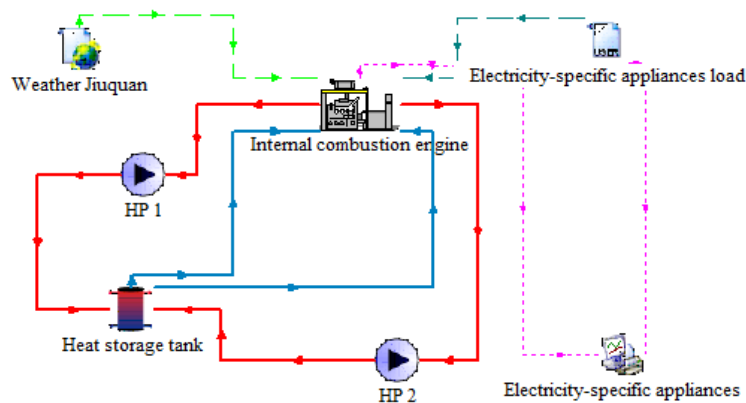 Weather Jiuquan
Electricity-specific appliances load
Internal combustion engine
HP 1
Heat storage tank
HP 2
Electricity-specific appliances